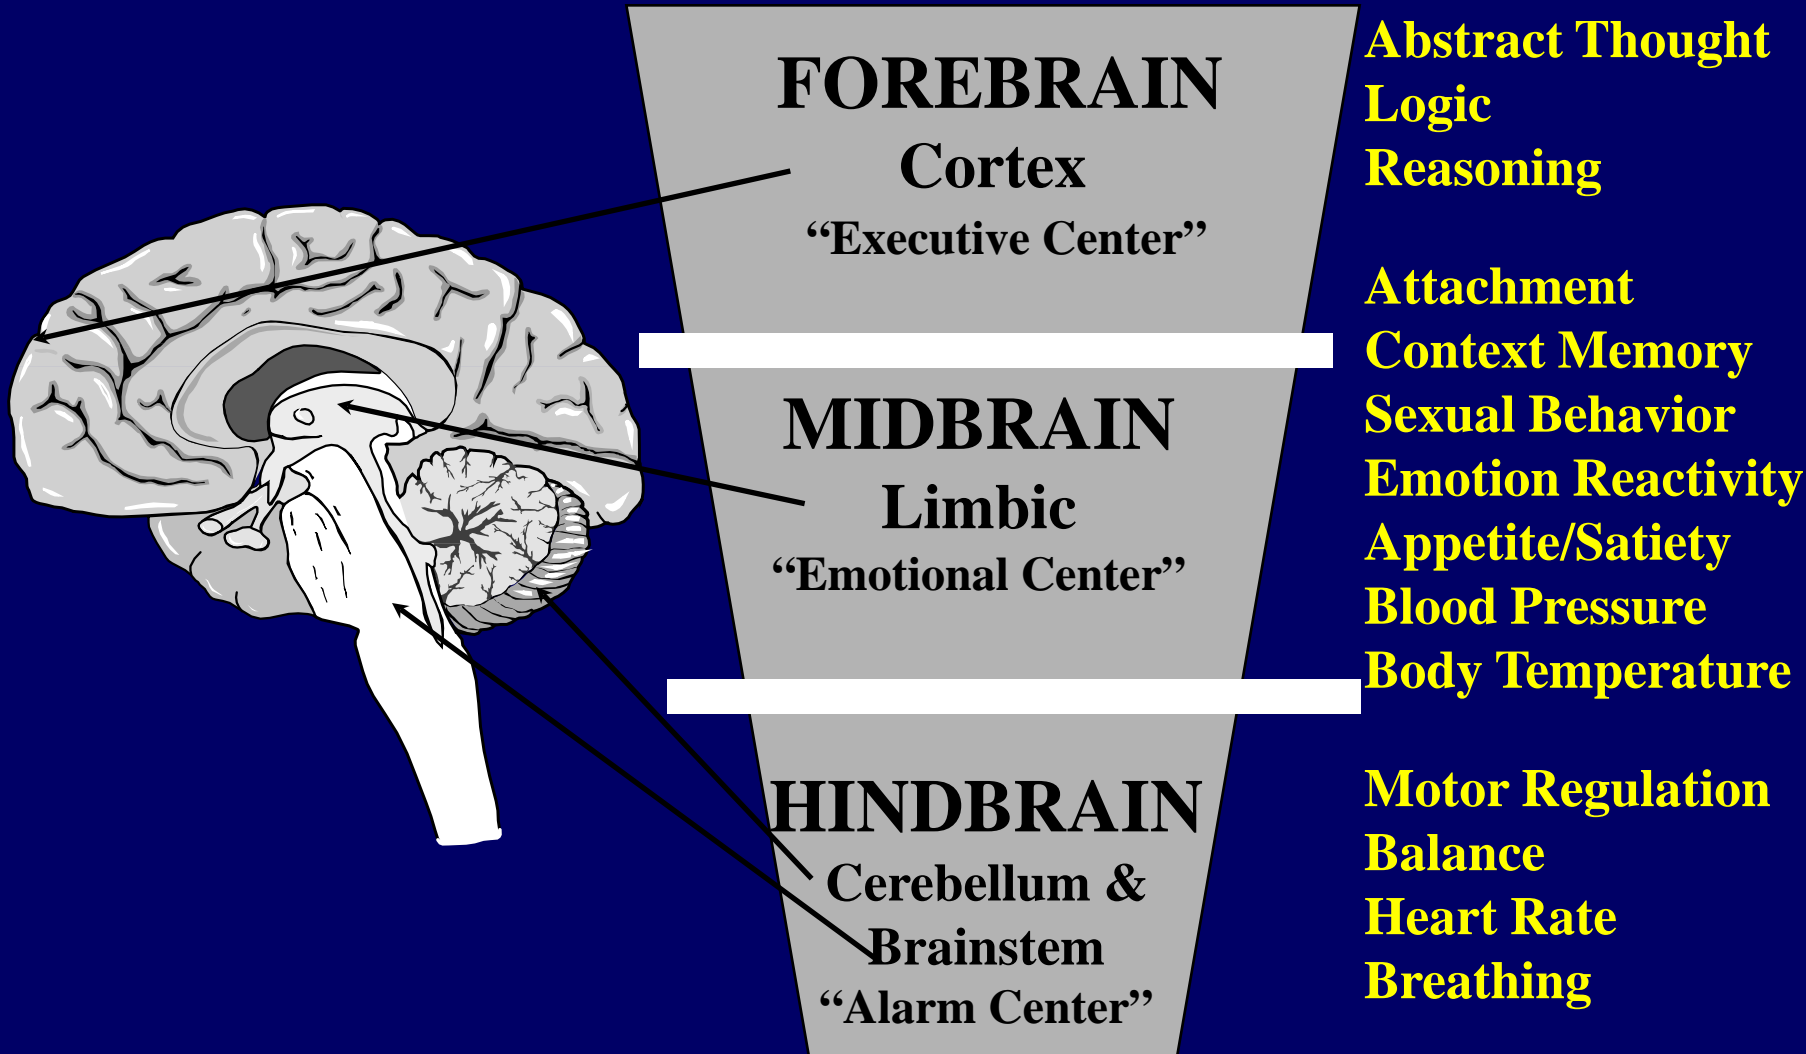 FOREBRAIN
Cortex
“Executive Center”
Abstract Thought
Logic
Reasoning
MIDBRAIN
Limbic
“Emotional Center”
Attachment
Context Memory
Sexual Behavior
Emotion Reactivity
Appetite/Satiety
Blood Pressure
Body Temperature
HINDBRAIN
Cerebellum &
Brainstem
“Alarm Center”
Motor Regulation
Balance
Heart Rate
Breathing